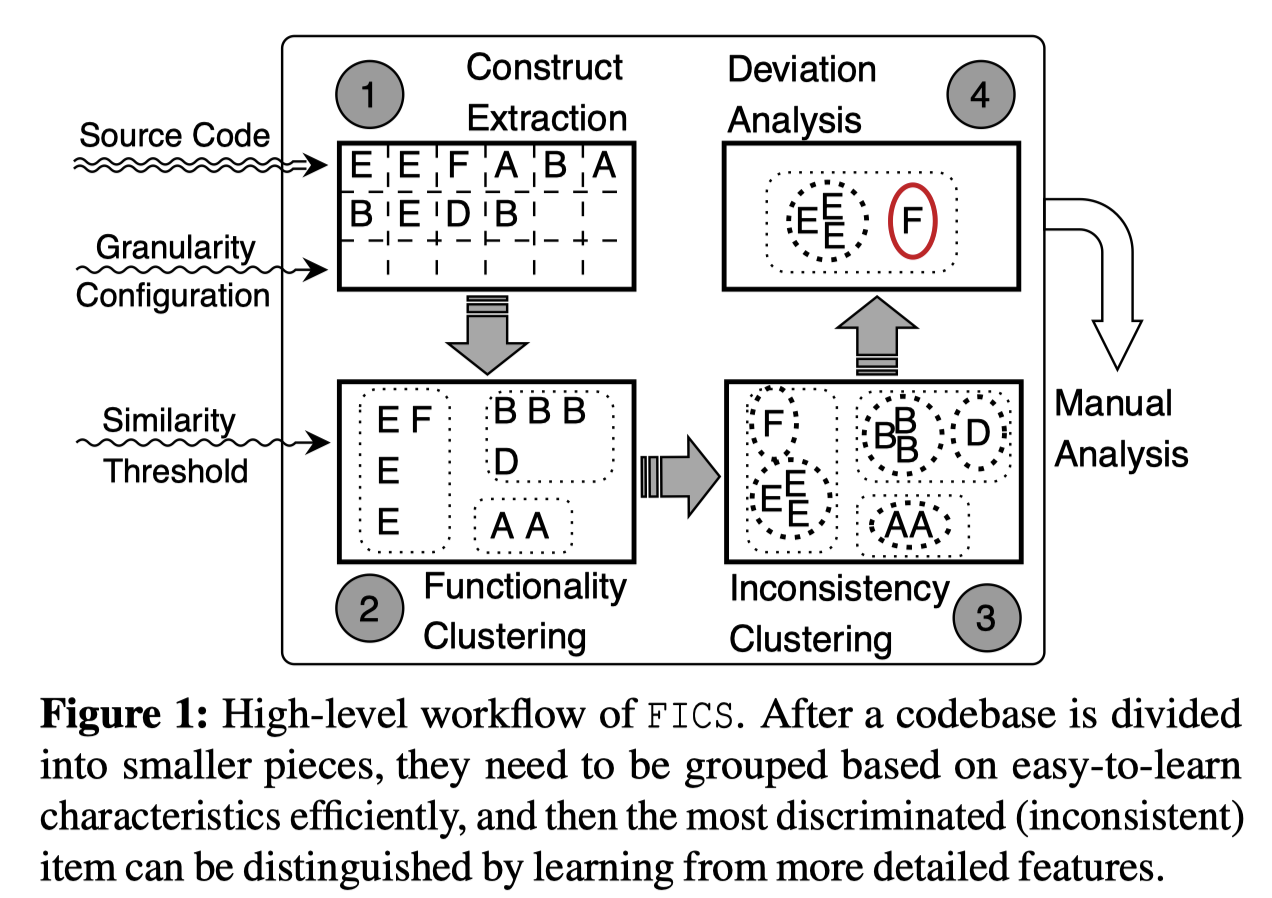 1
Construct
Extraction
Deviation
Analysis
4
Source Code
Granularity
Configuration
E E F A B A
B E D B
E E
E
F
Similarity
Threshold
E F
E
E
B B B
D
A A
F
E E
E
B B
B
D
AA
Manual
Analysis
2
Functionality
Clustering
Inconsistency
Clustering
3
Figure 1: High-level workflow of FICS. After a codebase is divided
into smaller pieces, they need to be grouped based on easy-to-learn
characteristics efficiently, and then the most discriminated (inconsistent)
item can be distinguished by learning from more detailed features.